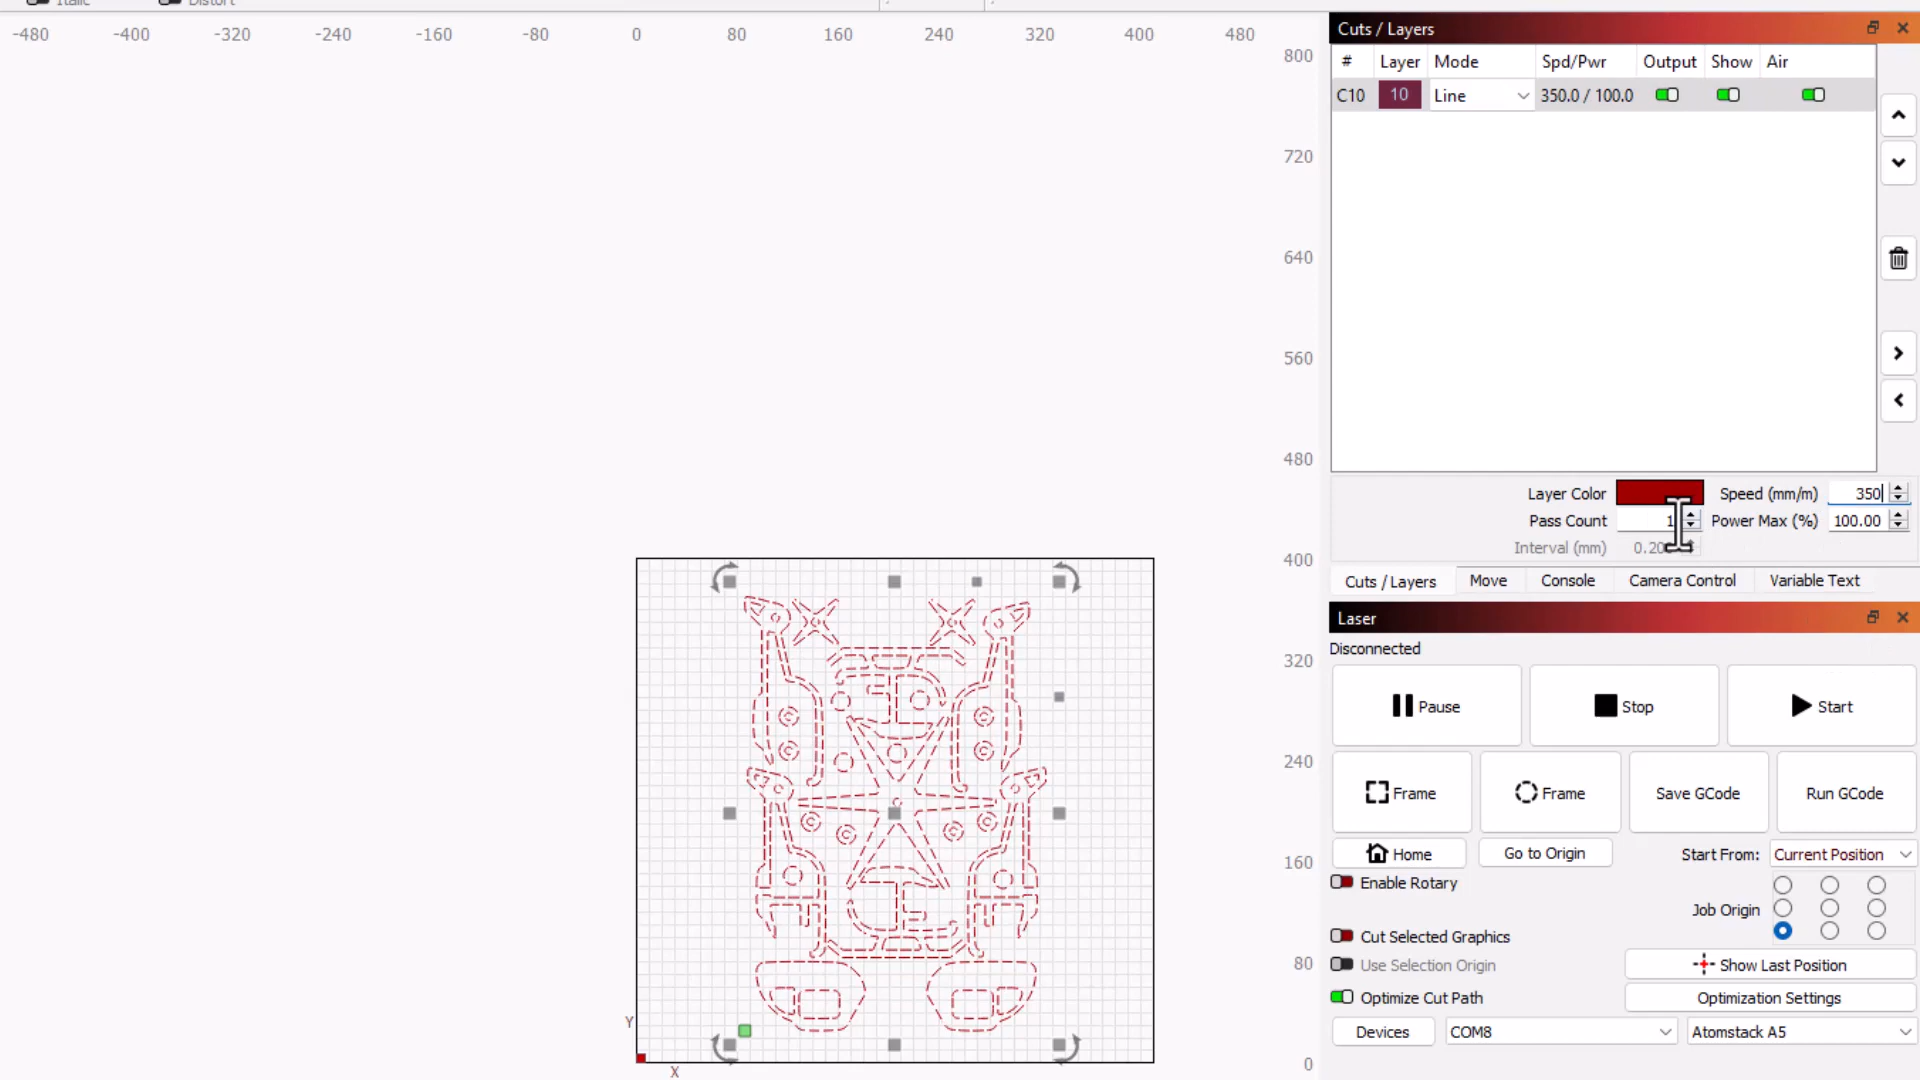 Italic Distort
-480 -400 -320 -240 -160 -80 0 80 160 240 320 400 480
800
720
640
560
480
400
320
240
160
80
0
Y
X
Cuts / Layers
# Layer Mode Spd/Pwr Output Show Air
C10 10 Line 350.0 / 100.0
Layer Color Speed (mm/m) 350
Pass Count 1 Power Max (%) 100.00
Interval (mm)
Cuts / Layers Move Console Camera Control Variable Text
Laser
Disconnected
Pause Stop Start
Frame Frame Save GCode Run GCode
Home Go to Origin Start From: Current Position
Enable Rotary
Job Origin
Cut Selected Graphics
Use Selection Origin Show Last Position
Optimize Cut Path Optimization Settings
Devices COM8 Atomstack A5